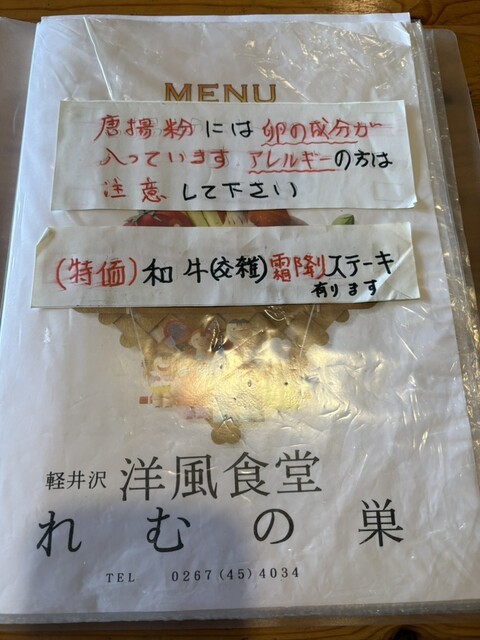 MENU
唐揚粉には卵の成分が
入っています。アレルギーの方は
注意して下さい
(特価)和牛(交雑)霜降ステーキ
有ります
軽井沢 洋風食堂
れむの巣
TEL 0267(45)4034